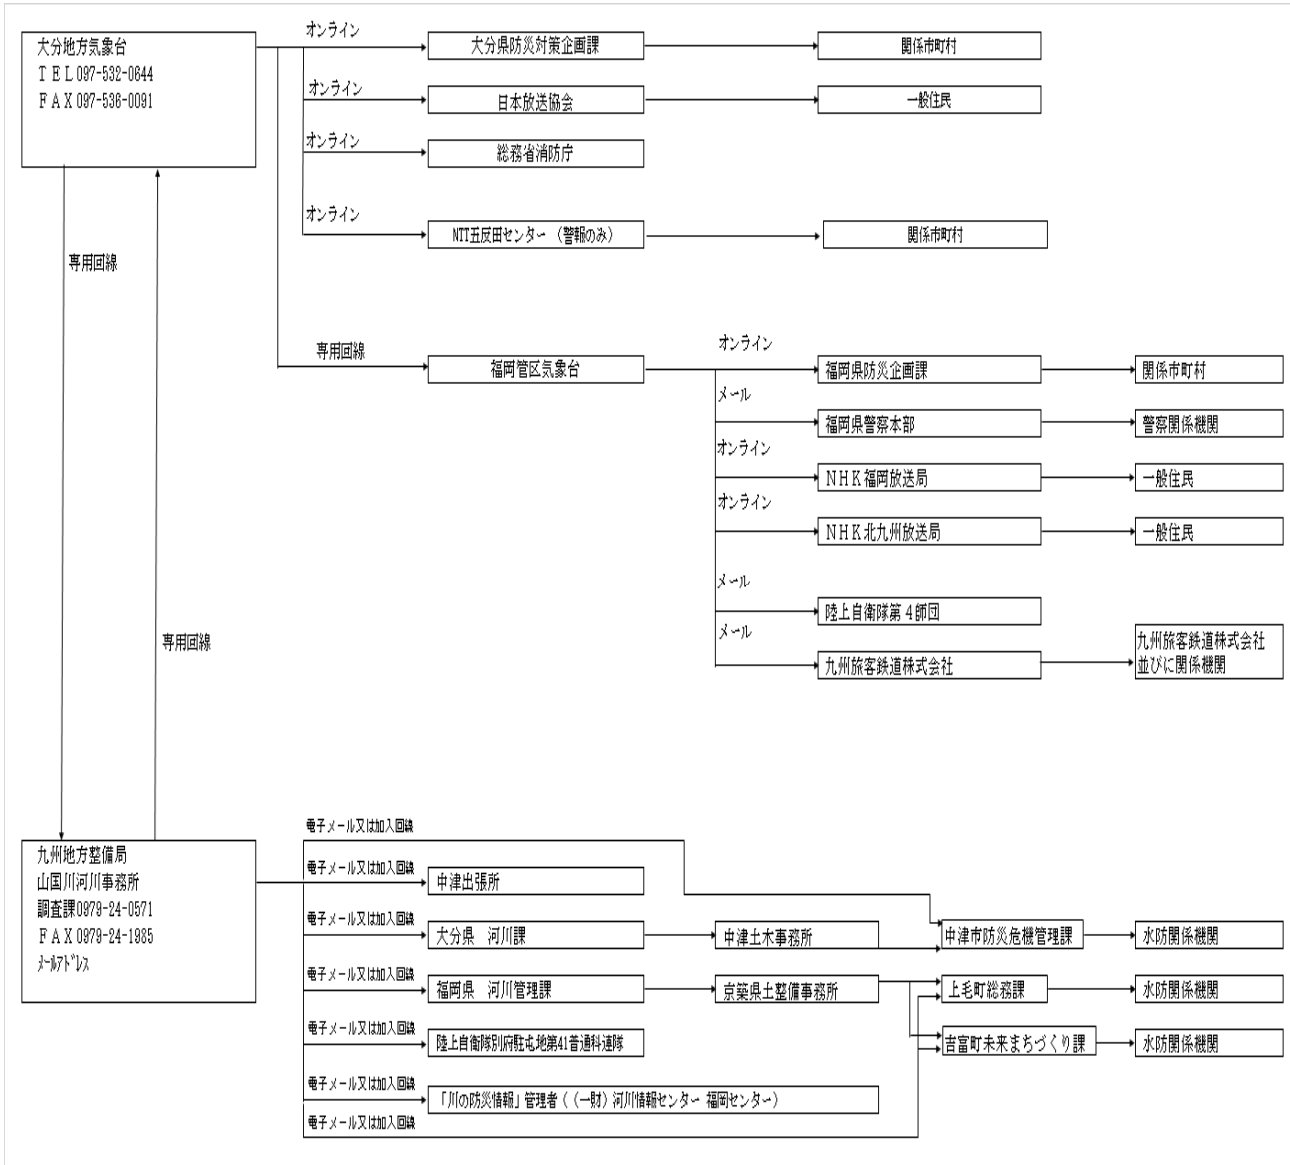 大分地方気象台
ＴＥＬ097-532-0644
ＦＡＸ097-536-0091
オンライン
大分県防災対策企画課
関係市町村
オンライン
日本放送協会
一般住民
オンライン
総務省消防庁
オンライン
NTT五反田センター（警報のみ）
関係市町村
専用回線
専用回線
福岡管区気象台
オンライン
福岡県防災企画課
関係市町村
メール
福岡県警察本部
警察関係機関
オンライン
ＮＨＫ福岡放送局
一般住民
オンライン
ＮＨＫ北九州放送局
一般住民
メール
陸上自衛隊第４師団
メール
九州旅客鉄道株式会社
九州旅客鉄道株式会社
並びに関係機関
専用回線
九州地方整備局
山国川河川事務所
調査課0979-24-0571
ＦＡＸ0979-24-1985
ﾒｰﾙｱﾄﾞﾚｽ
電子メール又は加入回線
電子メール又は加入回線
中津出張所
電子メール又は加入回線
大分県　河川課
中津土木事務所
中津市防災危機管理課
水防関係機関
電子メール又は加入回線
福岡県　河川管理課
京築県土整備事務所
上毛町総務課
水防関係機関
電子メール又は加入回線
陸上自衛隊別府駐屯地第41普通科連隊
吉富町未来まちづくり課
水防関係機関
電子メール又は加入回線
「川の防災情報」管理者（（一財）河川情報センター 福岡センター）
電子メール又は加入回線